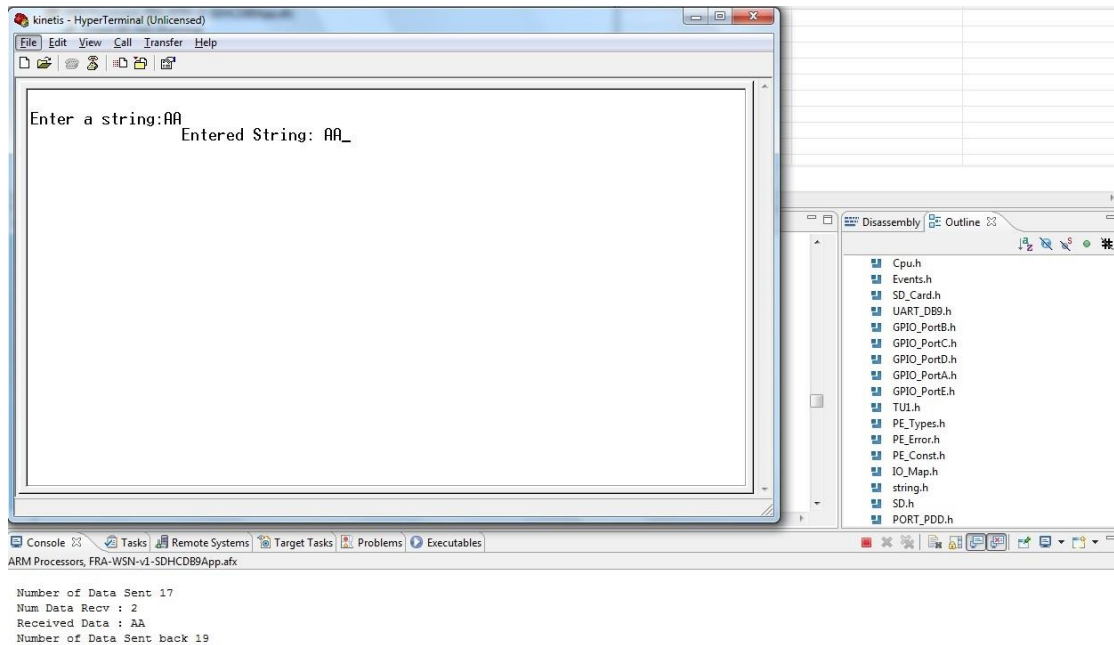 kinetis - HyperTerminal (Unlicensed)
File Edit View Call Transfer Help
Enter a string:AA
Entered String: AA_
Disassembly Outline
Cpu.h
Events.h
SD_Card.h
UART_DB9.h
GPIO_PortB.h
GPIO_PortC.h
GPIO_PortD.h
GPIO_PortA.h
GPIO_PortE.h
TU1.h
PE_Types.h
PE_Error.h
PE_Const.h
IO_Map.h
string.h
SD.h
PORT_PDD.h
Console Tasks Remote Systems Target Tasks Problems Executables
ARM Processors, FRA-WSN-v1-SDHCDB9App.afx
Number of Data Sent 17
Num Data Recv : 2
Received Data : AA
Number of Data Sent back 19